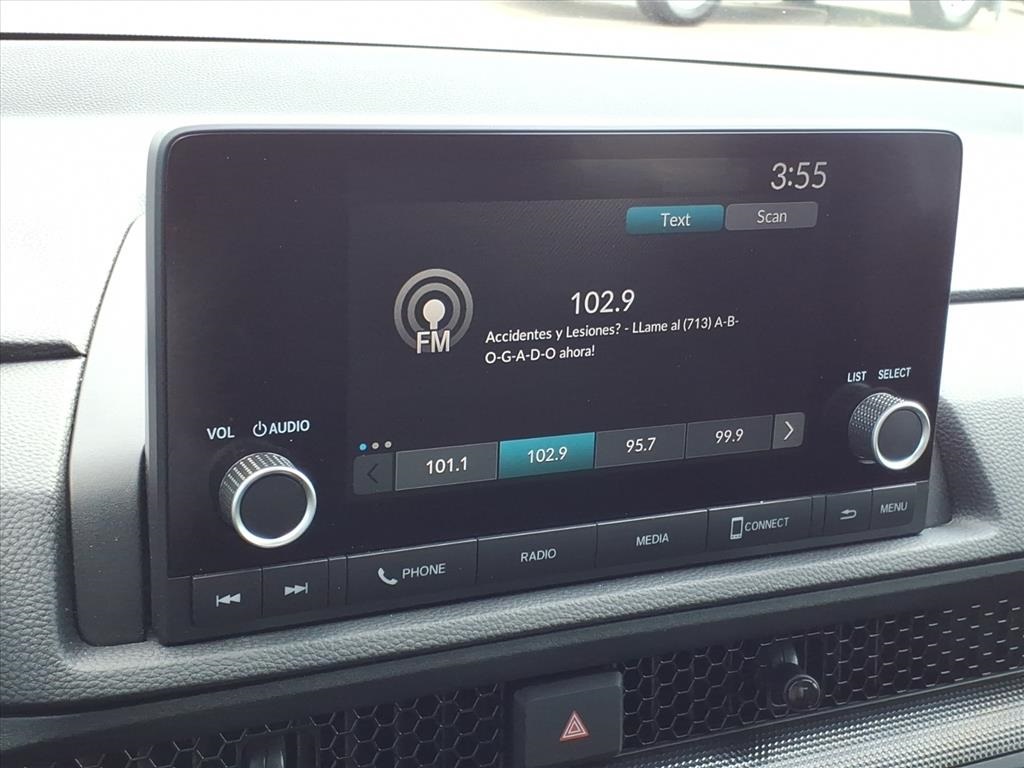 3:55
Text
Scan
102.9
FM
Accidentes y Lesiones? - LLame al (713) A-B-
O-G-A-D-O ahora!
LIST SELECT
VOL AUDIO
101.1 102.9 95.7 99.9
PHONE RADIO MEDIA CONNECT MENU